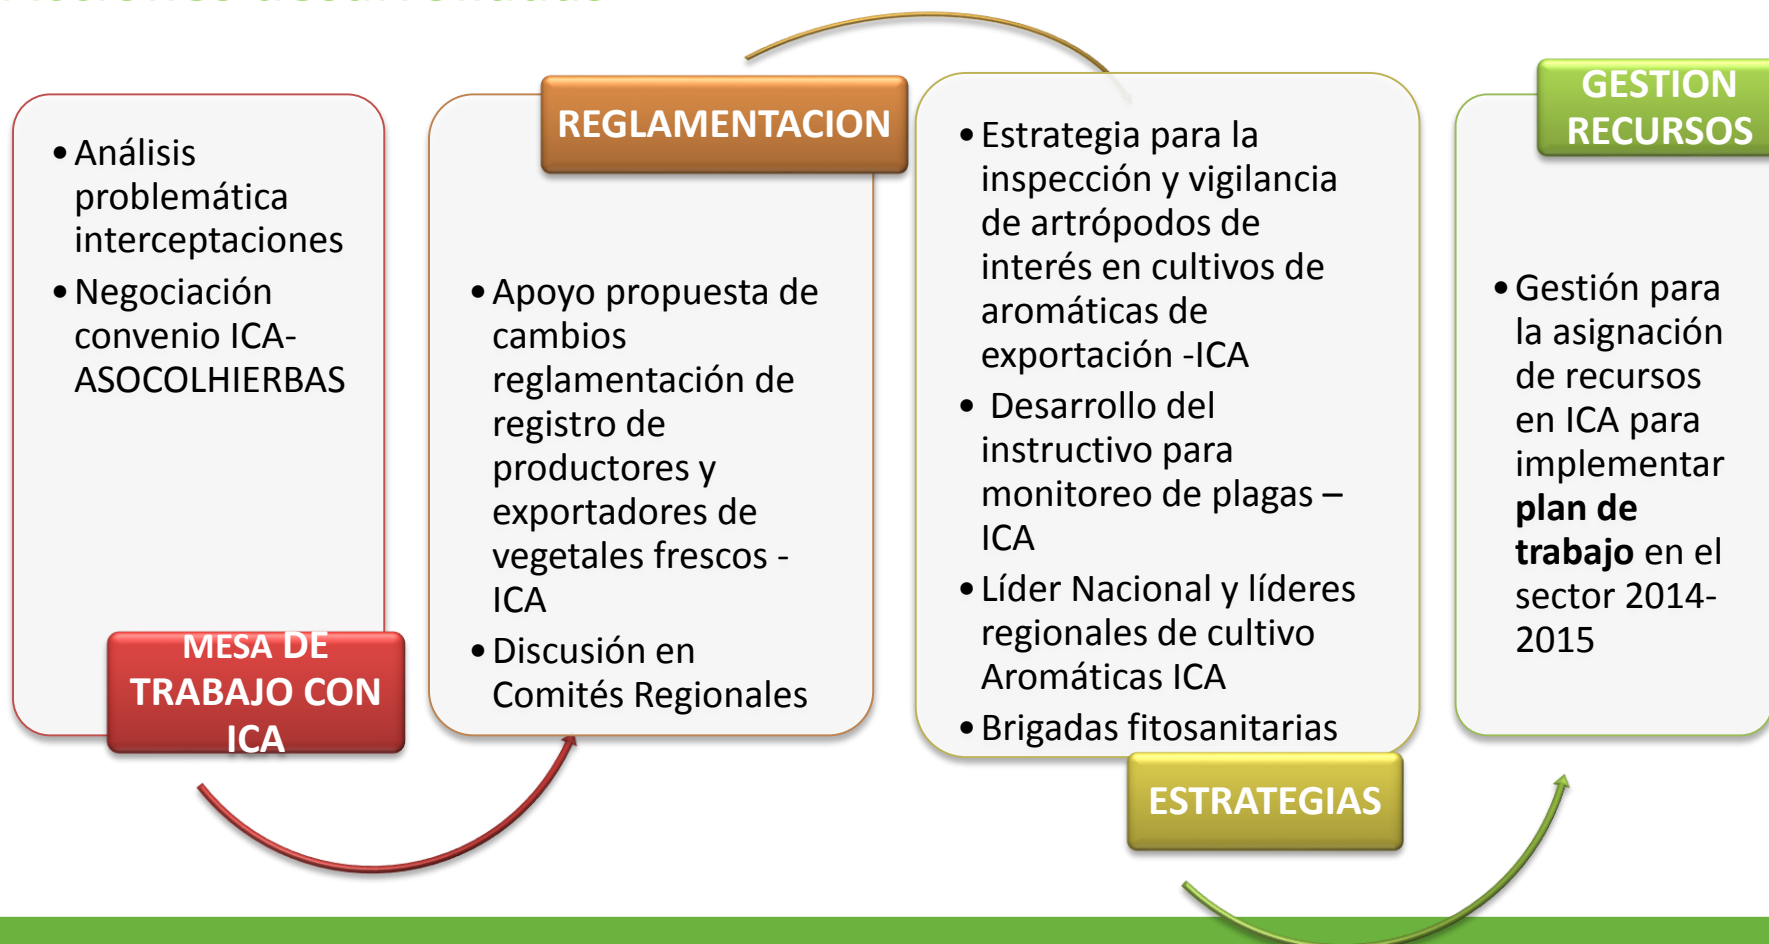 • Análisis
problemática
interceptaciones
• Negociación
convenio ICA-
ASOCOLHIERBAS
MESA DE
TRABAJO CON
ICA
REGLAMENTACION
• Apoyo propuesta de
cambios
reglamentación de
registro de
productores y
exportadores de
vegetales frescos -
ICA
• Discusión en
Comités Regionales
• Estrategia para la
inspección y vigilancia
de artrópodos de
interés en cultivos de
aromáticas de
exportación -ICA
• Desarrollo del
instructivo para
monitoreo de plagas –
ICA
• Líder Nacional y líderes
regionales de cultivo
Aromáticas ICA
• Brigadas fitosanitarias
ESTRATEGIAS
GESTION
RECURSOS
• Gestión para
la asignación
de recursos
en ICA para
implementar
plan de
trabajo en el
sector 2014-
2015